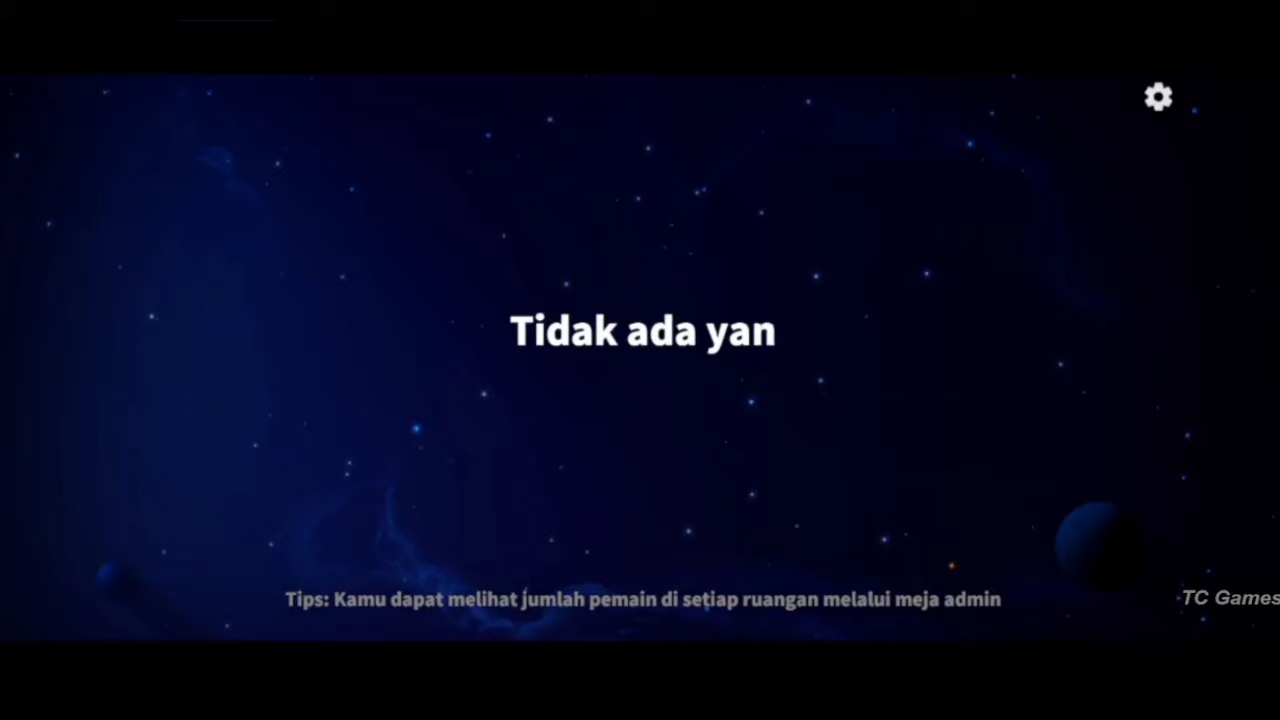 Tidak ada yan
Tips: Kamu dapat melihat jumlah pemain di setiap ruangan melalui meja admin
TC Games